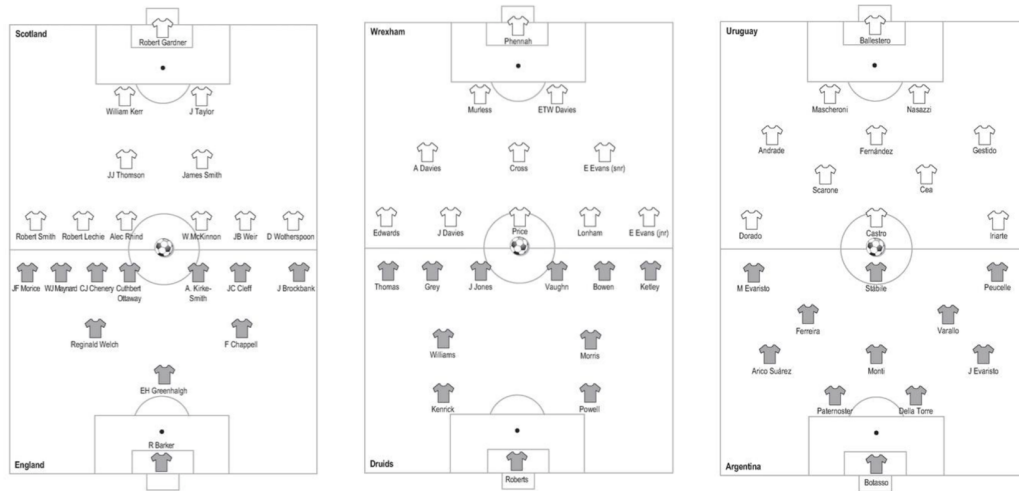 Scotland
Robert Gardner
William Kerr
J Taylor
JJ Thomson
James Smith
Robert Smith
Robert Lechie
Alec Rhind
W.McKinnon
JB Weir
D Wotherspoon
JF Morice
WJ Maynard
CJ Chenery
Cuthbert
Ottaway
A. Kirke-
Smith
JC Cleff
J Brockbank
Reginald Welch
F Chappell
EH Greenhalgh
R Barker
England
Wrexham
Phennah
Murless
ETW Davies
A Davies
Cross
E Evans (snr)
Edwards
J Davies
Price
Lonham
E Evans (jnr)
Thomas
Grey
J Jones
Vaughn
Bowen
Ketley
Williams
Morris
Kenrick
Powell
Druids
Roberts
Uruguay
Ballestero
Mascheroni
Nasazzi
Andrade
Fernández
Gestido
Scarone
Cea
Dorado
Castro
Iriarte
M Evaristo
Stábile
Peucelle
Ferreira
Varallo
Arico Suárez
Monti
J Evaristo
Paternoster
Della Torre
Argentina
Botasso